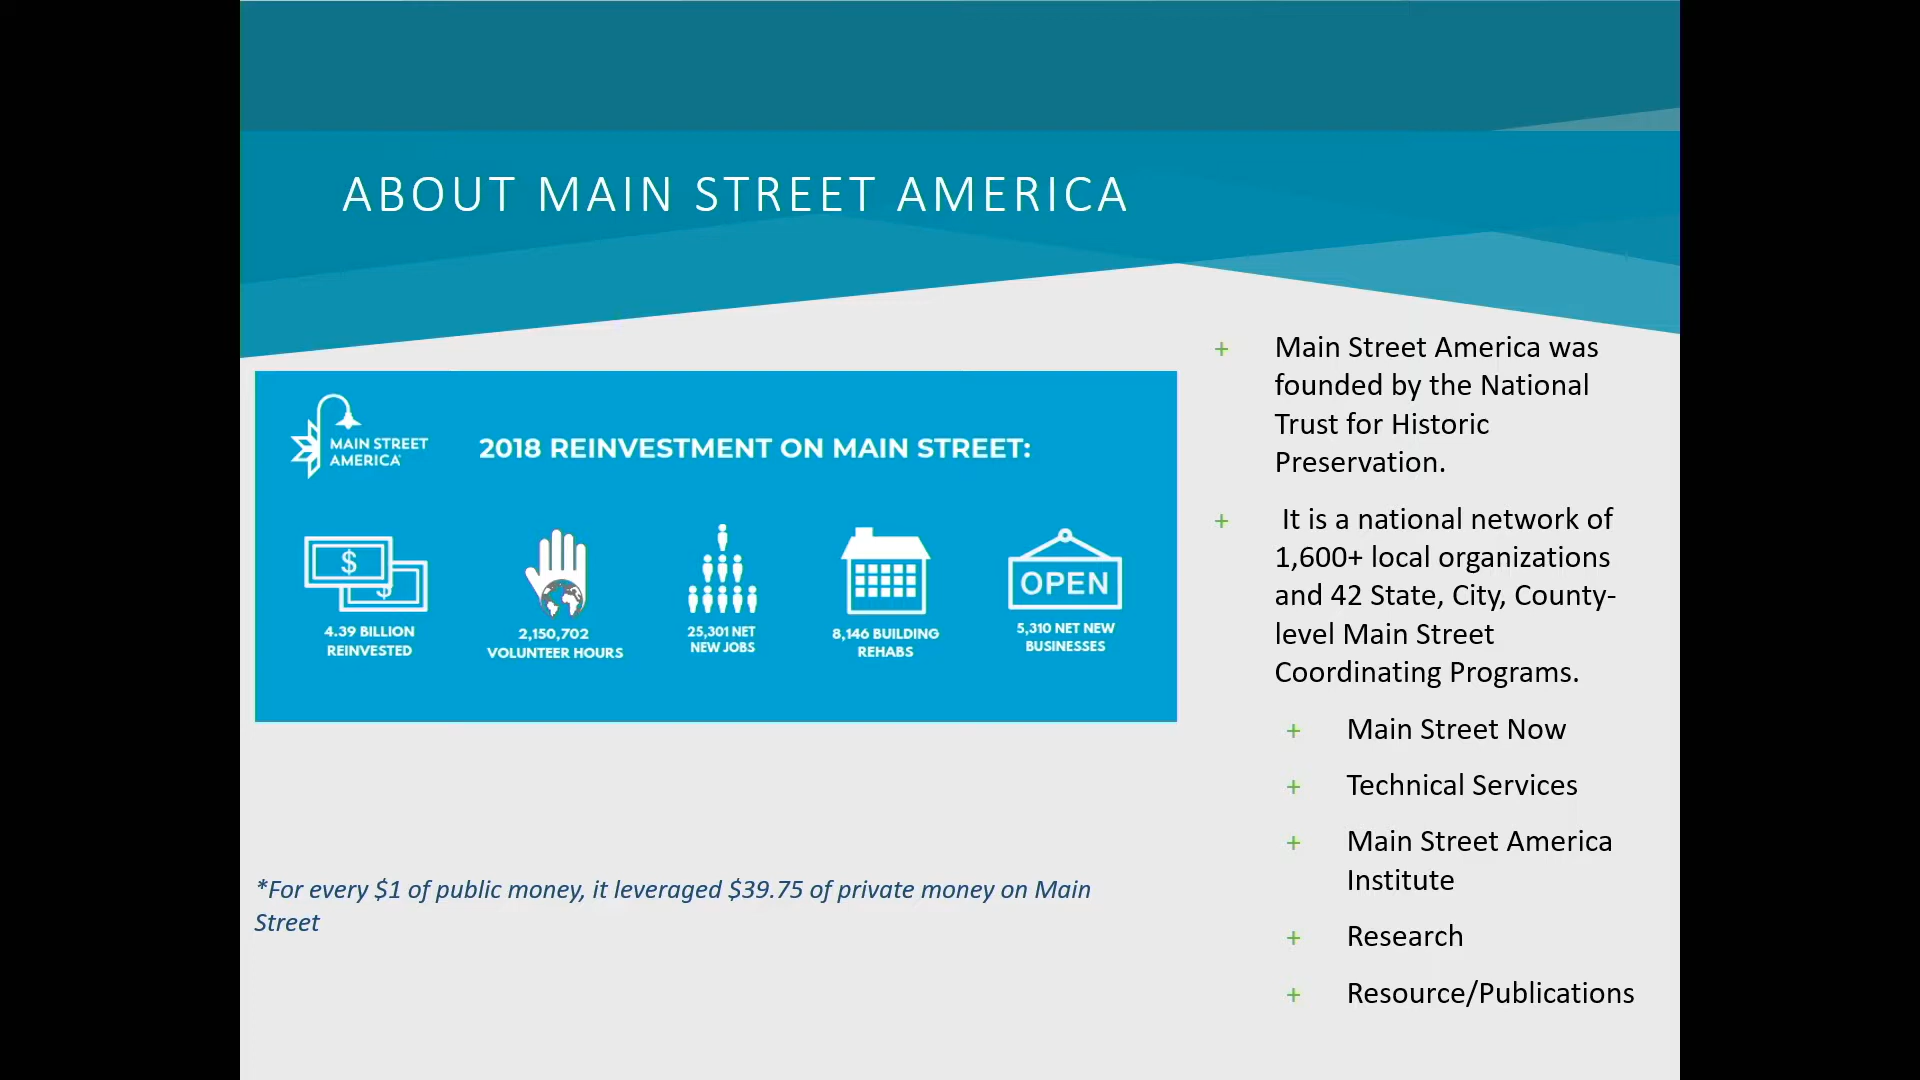 ABOUT MAIN STREET AMERICA
MAIN STREET
AMERICA
2018 REINVESTMENT ON MAIN STREET:
$
$
OPEN
4.39 BILLION
REINVESTED
2,150,702
VOLUNTEER HOURS
25,301 NET
NEW JOBS
8,146 BUILDING
REHABS
5,310 NET NEW
BUSINESSES
*For every $1 of public money, it leveraged $39.75 of private money on Main
Street
+ Main Street America was
founded by the National
Trust for Historic
Preservation.
+ It is a national network of
1,600+ local organizations
and 42 State, City, County-
level Main Street
Coordinating Programs.
+ Main Street Now
+ Technical Services
+ Main Street America
Institute
+ Research
+ Resource/Publications